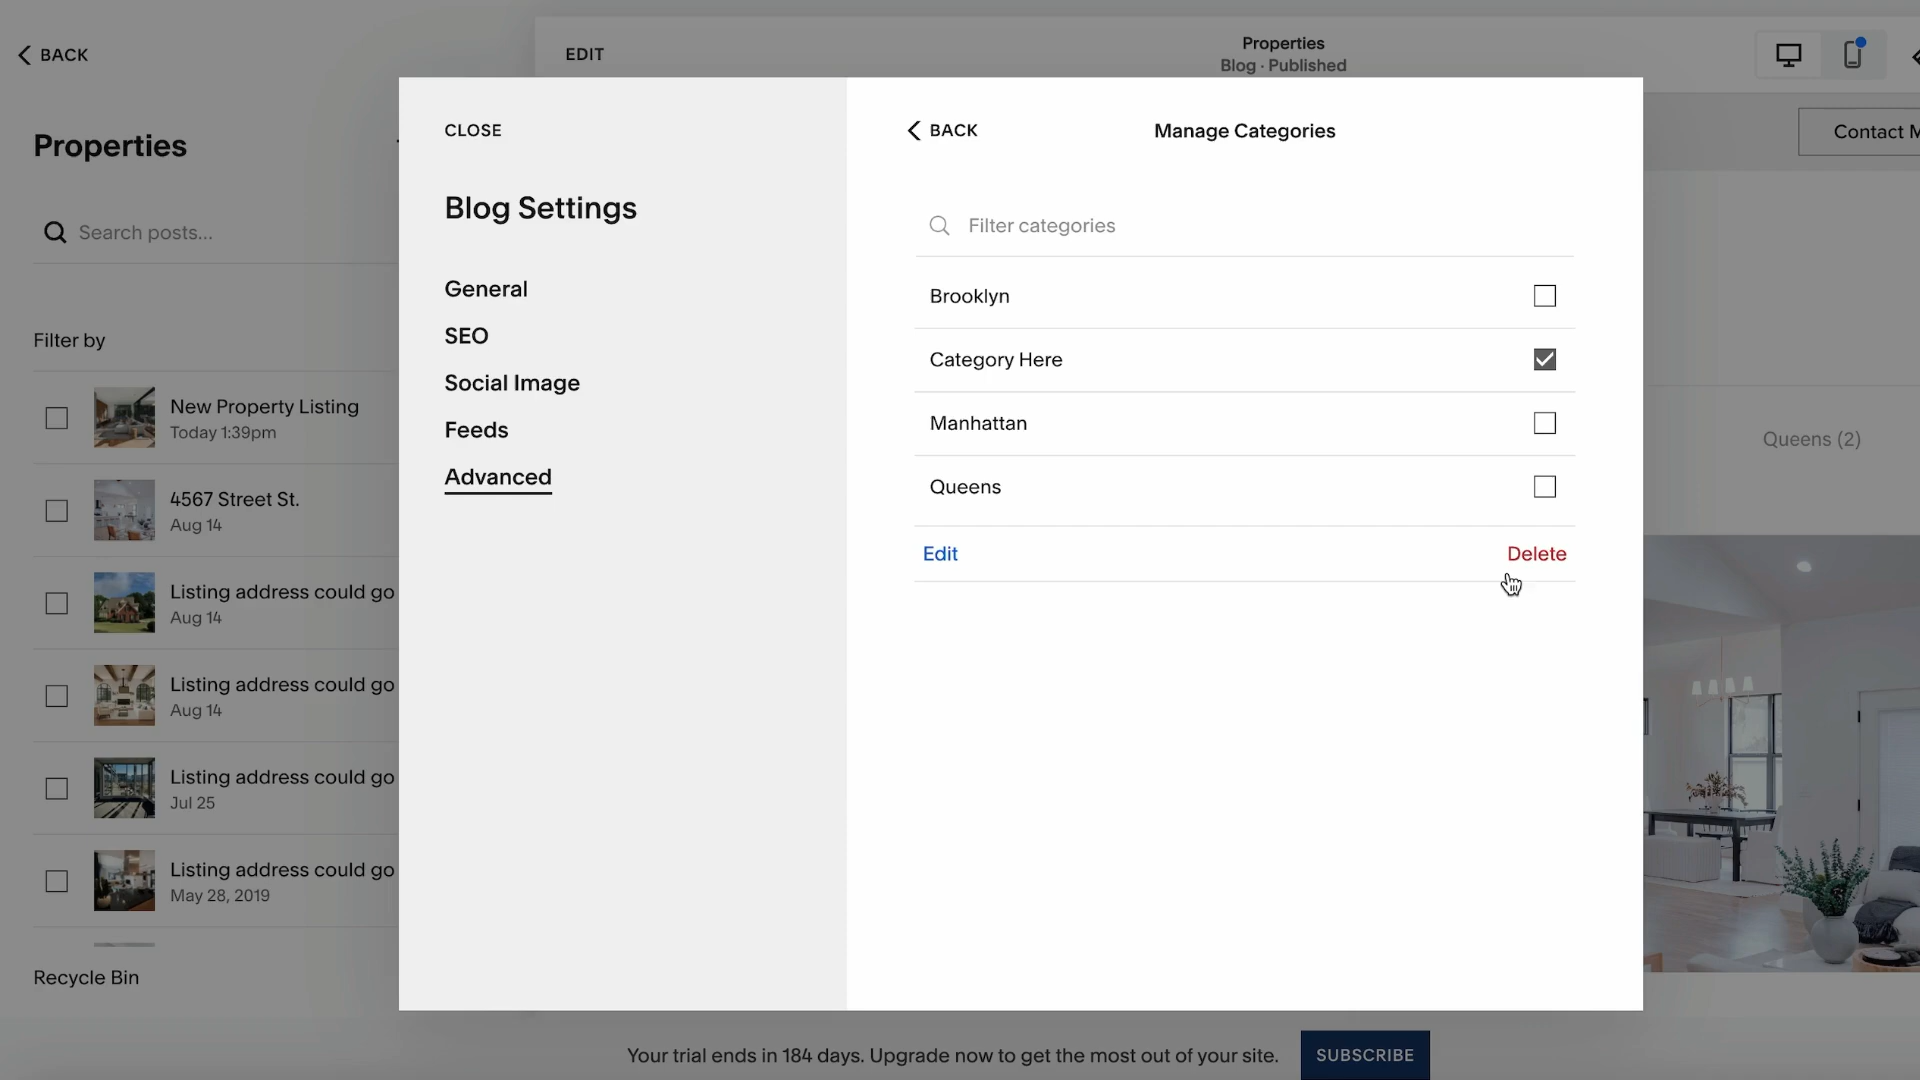 BACK
EDIT
Properties
Blog · Published
Properties
Search posts...
Filter by
New Property Listing
Today 1:39pm
4567 Street St.
Aug 14
Listing address could go
Aug 14
Listing address could go
Aug 14
Listing address could go
Jul 25
Listing address could go
May 28, 2019
Recycle Bin
CLOSE
Blog Settings
General
SEO
Social Image
Feeds
Advanced
BACK
Manage Categories
Filter categories
Brooklyn
Category Here
Manhattan
Queens
Edit
Delete
Contact M
Queens (2)
Your trial ends in 184 days. Upgrade now to get the most out of your site.
SUBSCRIBE